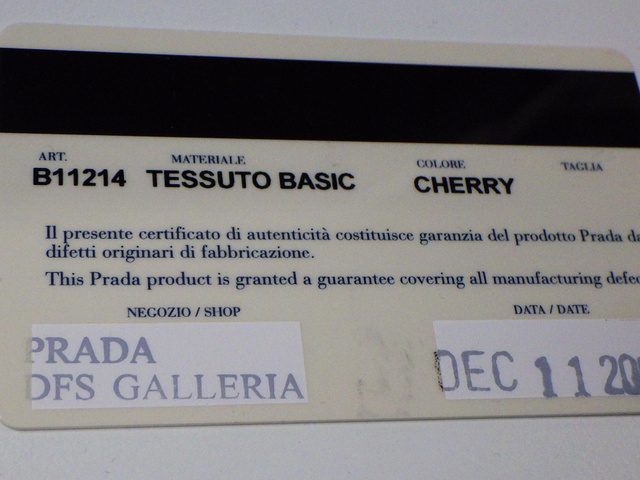 ART. MATERIALE COLORE TAGLIA
B11214 TESSUTO BASIC CHERRY
Il presente certificato di autenticità costituisce garanzia del prodotto Prada
difetti originari di fabbricazione.
This Prada product is granted a guarantee covering all manufacturing
NEGOZIO / SHOP DATA / DATE
PRADA
DFS GALLERIA DEC 11